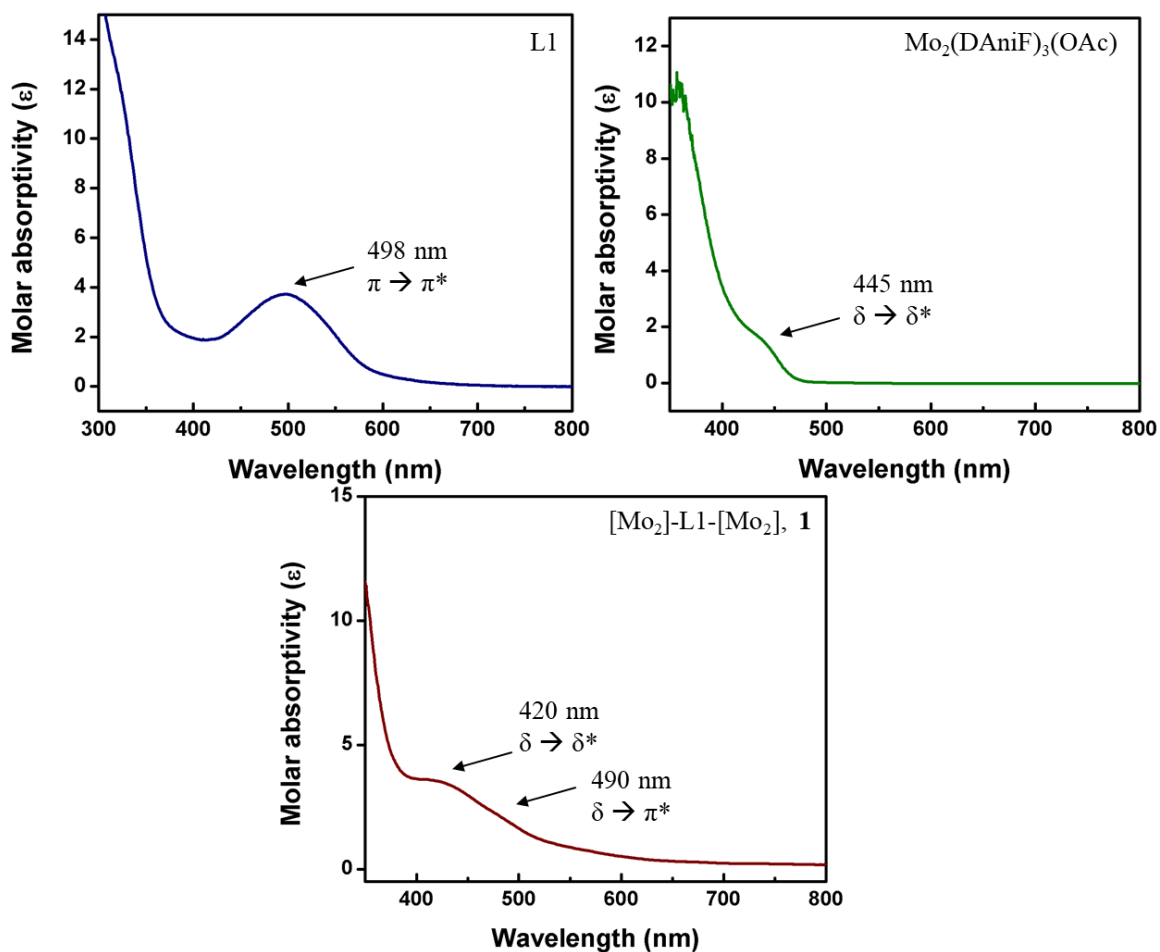 L1
Molar absorptivity (ε)
14
12
10
8
6
4
2
0
498 nm
π → π*
300
400
500
600
700
800
Wavelength (nm)
Mo₂(DAniF)₃(OAc)
Molar absorptivity (ε)
12
10
8
6
4
2
0
445 nm
δ → δ*
400
500
600
700
800
Wavelength (nm)
[Mo₂]-L1-[Mo₂], 1
Molar absorptivity (ε)
15
10
5
0
420 nm
δ → δ*
490 nm
δ → π*
400
500
600
700
800
Wavelength (nm)